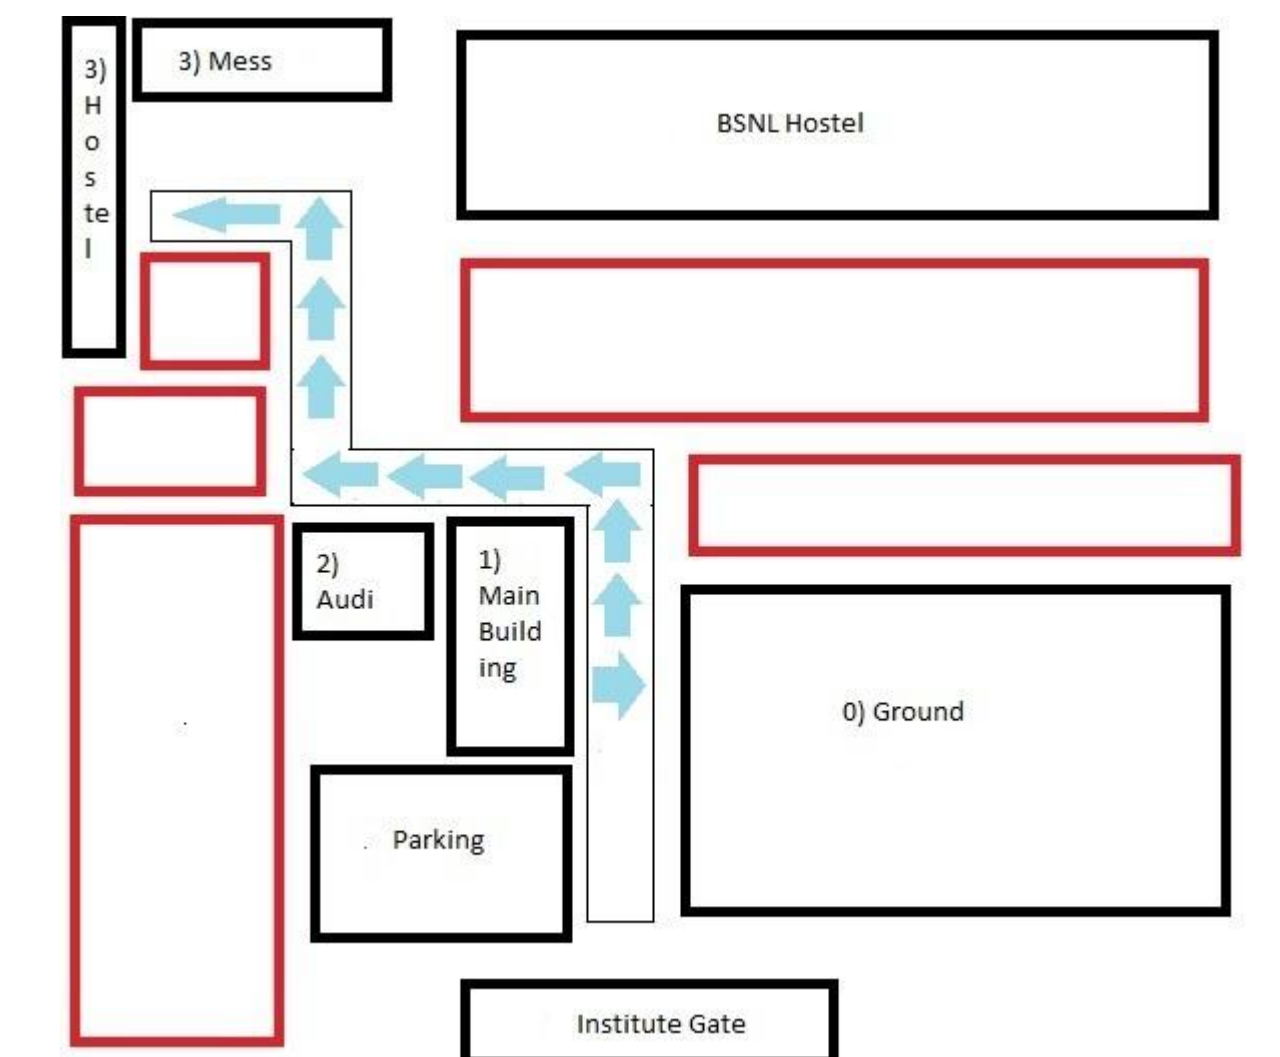 3)
H
o
s
te
l
3) Mess
BSNL Hostel
2)
Audi
1)
Main
Build
ing
0) Ground
Parking
Institute Gate